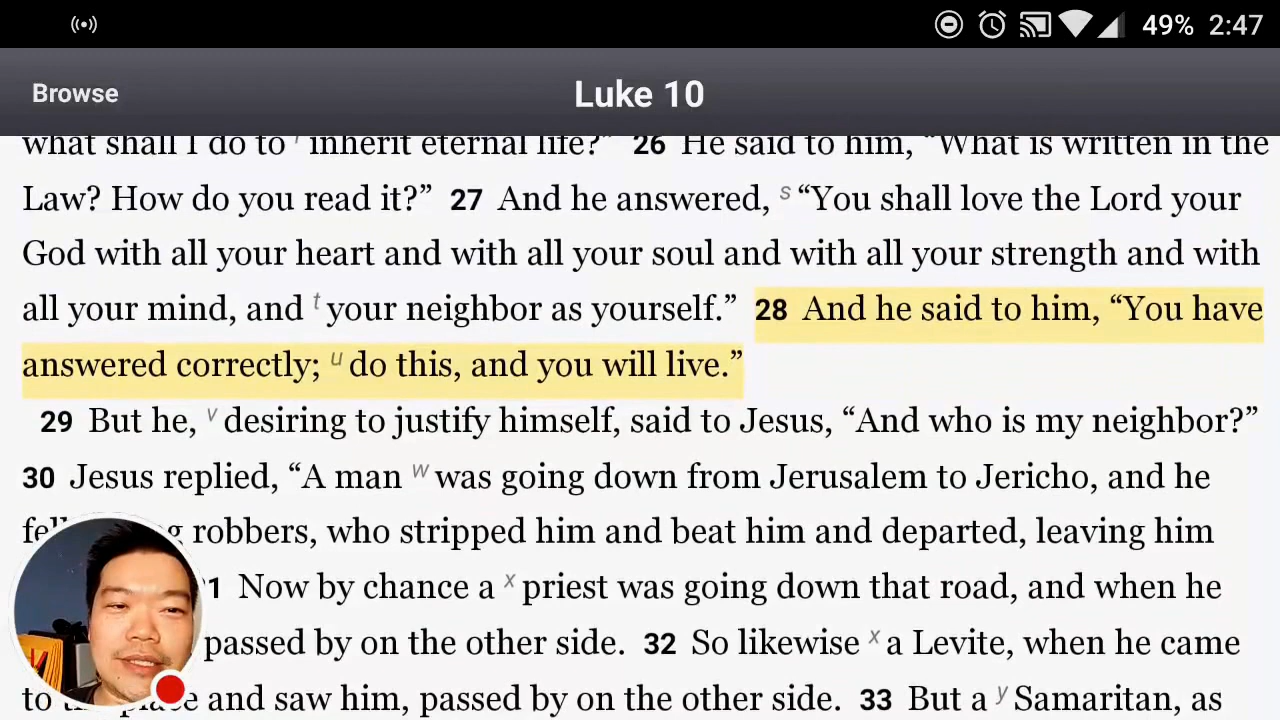 49% 2:47
Browse
Luke 10
what shall I do to r inherit eternal life?” 26 He said to him, “What is written in the
Law? How do you read it?” 27 And he answered, s “You shall love the Lord your
God with all your heart and with all your soul and with all your strength and with
all your mind, and t your neighbor as yourself.” 28 And he said to him, “You have
answered correctly; u do this, and you will live.”
29 But he, v desiring to justify himself, said to Jesus, “And who is my neighbor?”
30 Jesus replied, “A man w was going down from Jerusalem to Jericho, and he
robbers, who stripped him and beat him and departed, leaving him
Now by chance a x priest was going down that road, and when he
passed by on the other side. 32 So likewise x a Levite, when he came
to and saw him, passed by on the other side. 33 But a y Samaritan, as